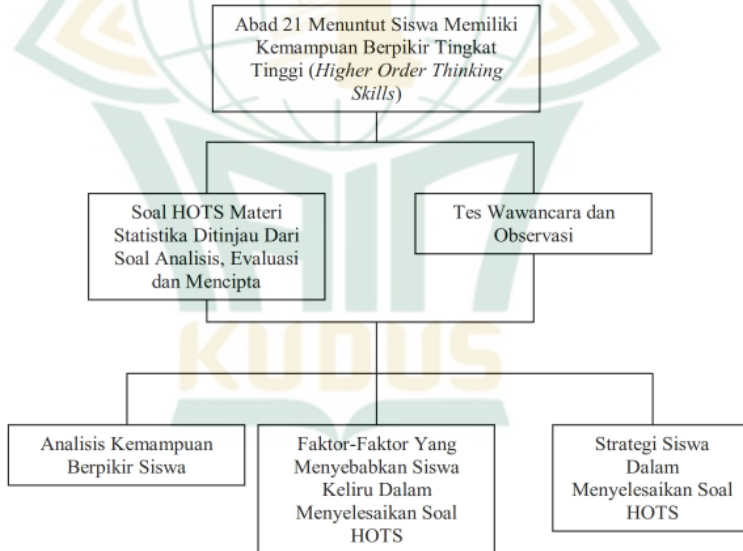 Abad 21 Menuntut Siswa Memiliki
Kemampuan Berpikir Tingkat
Tinggi (Higher Order Thinking
Skills)
Soal HOTS Materi
Statistika Ditinjau Dari
Soal Analisis, Evaluasi
dan Mencipta
Tes Wawancara dan
Observasi
KUDUS
Analisis Kemampuan
Berpikir Siswa
Faktor-Faktor Yang
Menyebabkan Siswa
Keliru Dalam
Menyelesaikan Soal
HOTS
Strategi Siswa
Dalam
Menyelesaikan Soal
HOTS